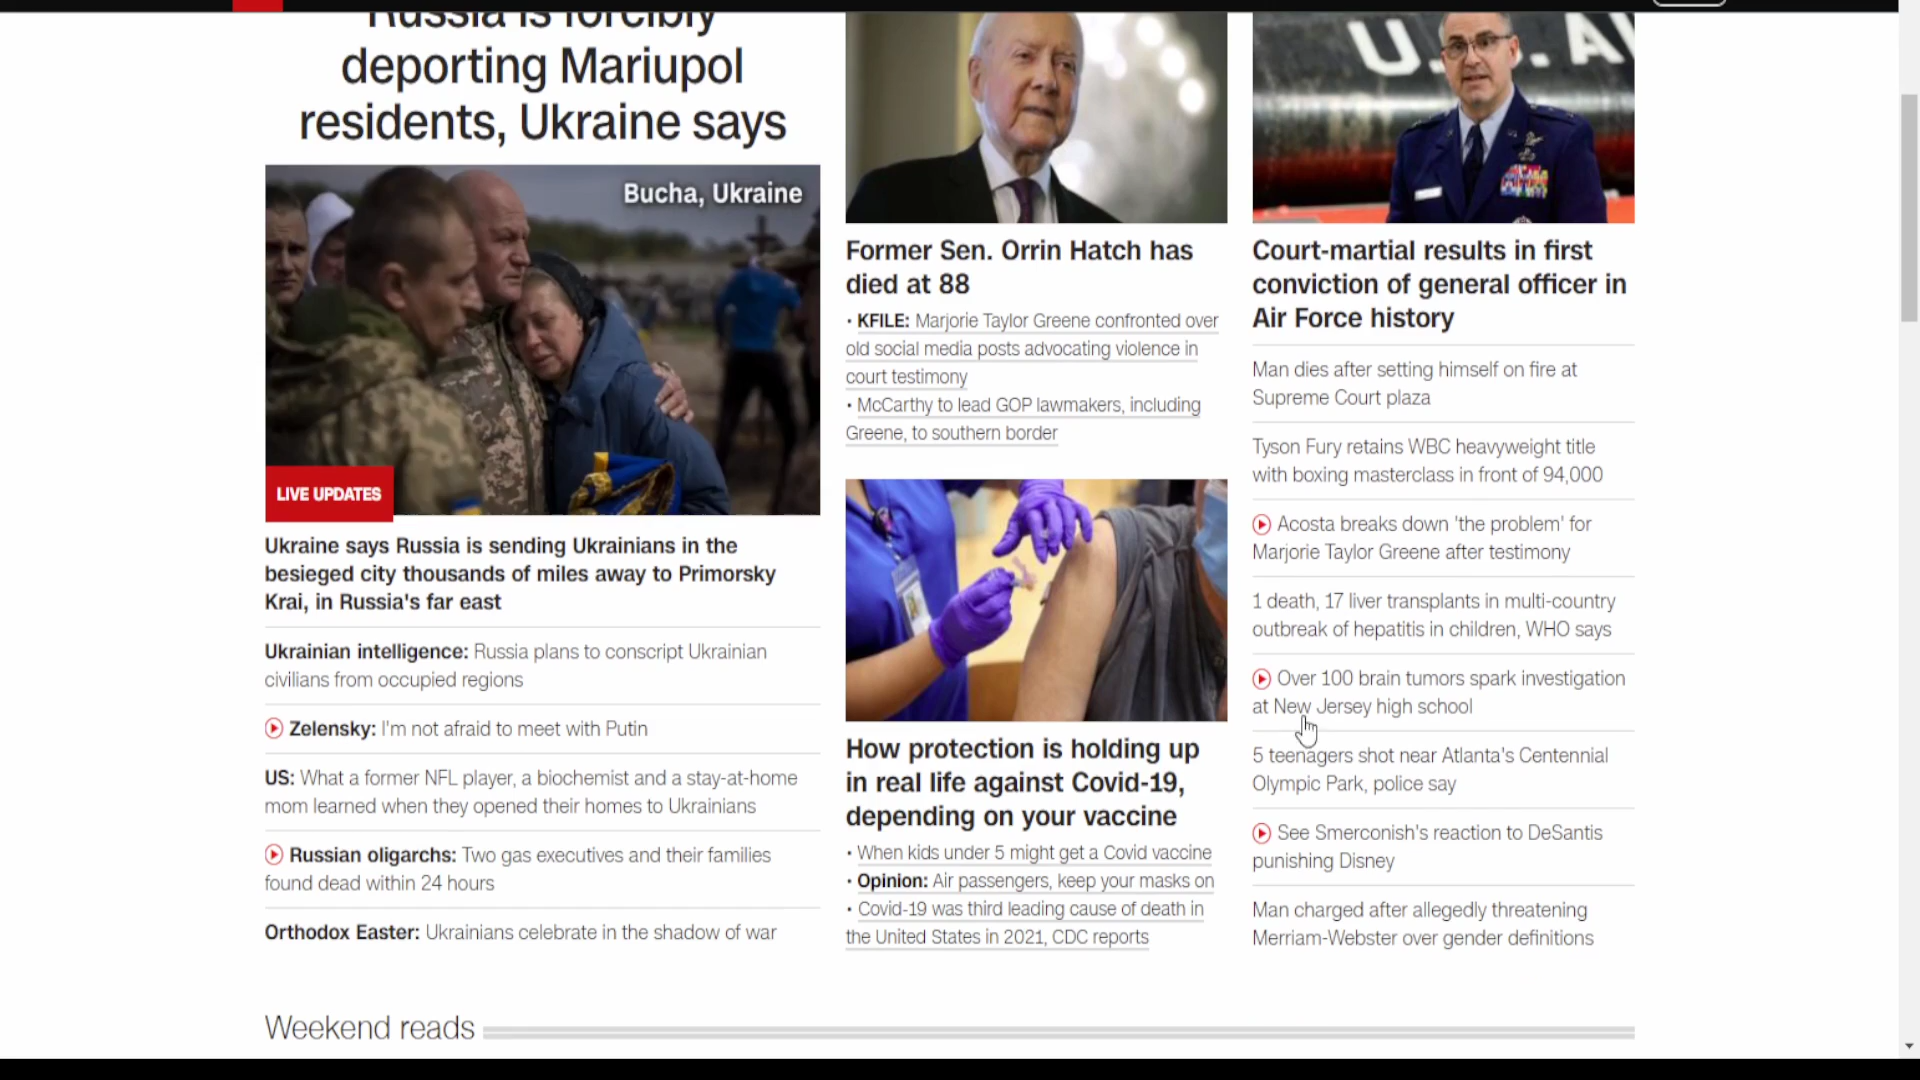 Russia is forcibly
deporting Mariupol
residents, Ukraine says
Bucha, Ukraine
LIVE UPDATES
Ukraine says Russia is sending Ukrainians in the
besieged city thousands of miles away to Primorsky
Krai, in Russia's far east
Ukrainian intelligence: Russia plans to conscript Ukrainian
civilians from occupied regions
Zelensky: I'm not afraid to meet with Putin
US: What a former NFL player, a biochemist and a stay-at-home
mom learned when they opened their homes to Ukrainians
Russian oligarchs: Two gas executives and their families
found dead within 24 hours
Orthodox Easter: Ukrainians celebrate in the shadow of war
Former Sen. Orrin Hatch has
died at 88
• KFILE: Marjorie Taylor Greene confronted over
old social media posts advocating violence in
court testimony
• McCarthy to lead GOP lawmakers, including
Greene, to southern border
How protection is holding up
in real life against Covid-19,
depending on your vaccine
• When kids under 5 might get a Covid vaccine
• Opinion: Air passengers, keep your masks on
• Covid-19 was third leading cause of death in
the United States in 2021, CDC reports
Court-martial results in first
conviction of general officer in
Air Force history
Man dies after setting himself on fire at
Supreme Court plaza
Tyson Fury retains WBC heavyweight title
with boxing masterclass in front of 94,000
Acosta breaks down 'the problem' for
Marjorie Taylor Greene after testimony
1 death, 17 liver transplants in multi-country
outbreak of hepatitis in children, WHO says
Over 100 brain tumors spark investigation
at New Jersey high school
5 teenagers shot near Atlanta's Centennial
Olympic Park, police say
See Smerconish's reaction to DeSantis
punishing Disney
Man charged after allegedly threatening
Merriam-Webster over gender definitions
Weekend reads